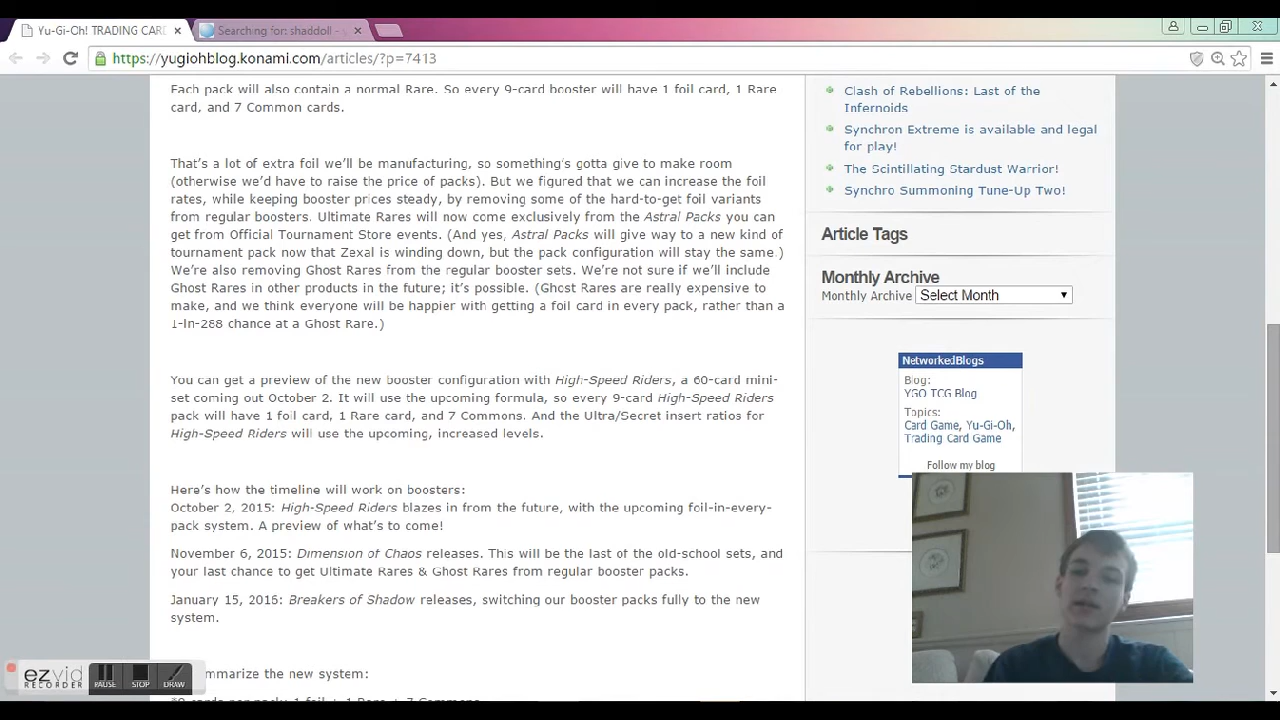 Yu-Gi-Oh! TRADING CARD
Searching for: shaddoll -
https://yugiohblog.konami.com/articles/?p=7413
Each pack will also contain a normal Rare. So every 9-card booster will have 1 foil card, 1 Rare
card, and 7 Common cards.
That's a lot of extra foil we'll be manufacturing, so something's gotta give to make room
(otherwise we'd have to raise the price of packs). But we figured that we can increase the foil
rates, while keeping booster prices steady, by removing some of the hard-to-get foil variants
from regular boosters. Ultimate Rares will now come exclusively from the Astral Packs you can
get from Official Tournament Store events. (And yes, Astral Packs will give way to a new kind of
tournament pack now that Zexal is winding down, but the pack configuration will stay the same.)
We're also removing Ghost Rares from the regular booster sets. We're not sure if we'll include
Ghost Rares in other products in the future; it's possible. (Ghost Rares are really expensive to
make, and we think everyone will be happier with getting a foil card in every pack, rather than a
1-in-288 chance at a Ghost Rare.)
You can get a preview of the new booster configuration with High-Speed Riders, a 60-card mini-
set coming out October 2. It will use the upcoming formula, so every 9-card High-Speed Riders
pack will have 1 foil card, 1 Rare card, and 7 Commons. And the Ultra/Secret insert ratios for
High-Speed Riders will use the upcoming, increased levels.
Here's how the timeline will work on boosters:
October 2, 2015: High-Speed Riders blazes in from the future, with the upcoming foil-in-every-
pack system. A preview of what's to come!
November 6, 2015: Dimension of Chaos releases. This will be the last of the old-school sets, and
your last chance to get Ultimate Rares & Ghost Rares from regular booster packs.
January 15, 2016: Breakers of Shadow releases, switching our booster packs fully to the new
system.
mmarize the new system:
*9 cards per pack: 1 foil + 1 Rare + 7 Commons
Clash of Rebellions: Last of the
Infernoids
Synchron Extreme is available and legal
for play!
The Scintillating Stardust Warrior!
Synchro Summoning Tune-Up Two!
Article Tags
Monthly Archive
Monthly Archive Select Month
NetworkedBlogs
Blog:
YGO TCG Blog
Topics:
Card Game, Yu-Gi-Oh,
Trading Card Game
Follow my blog
ezvid
RECORDER
PAUSE
STOP
DRAW